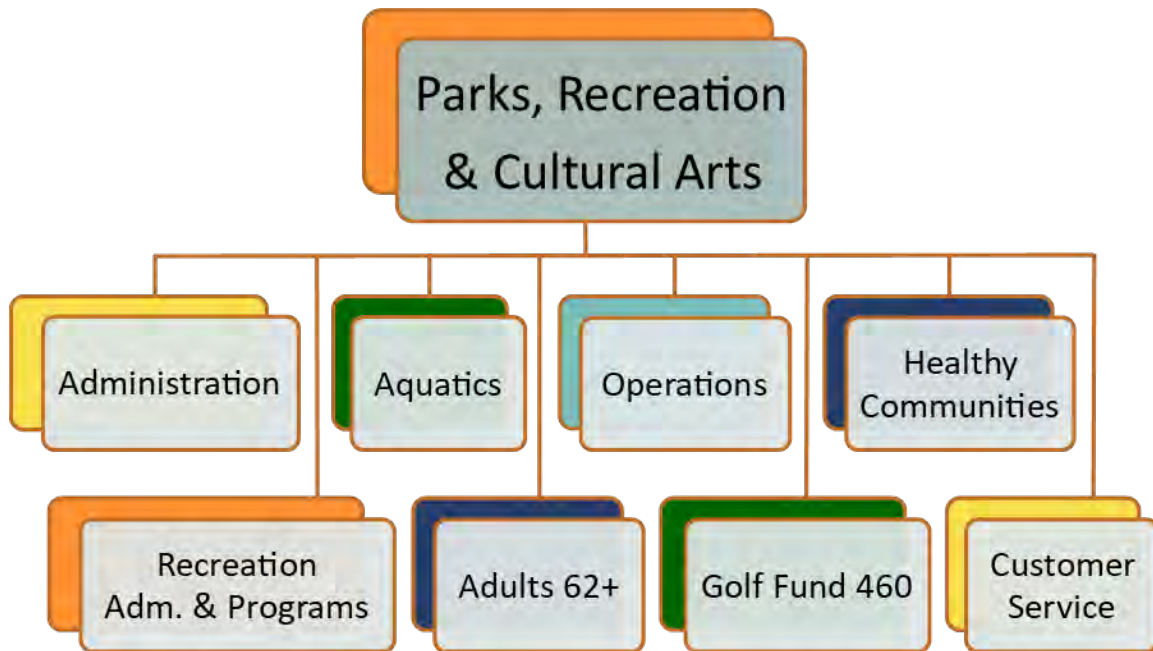 Parks, Recreation
& Cultural Arts
Administration
Aquatics
Operations
Healthy
Communities
Recreation
Adm. & Programs
Adults 62+
Golf Fund 460
Customer
Service